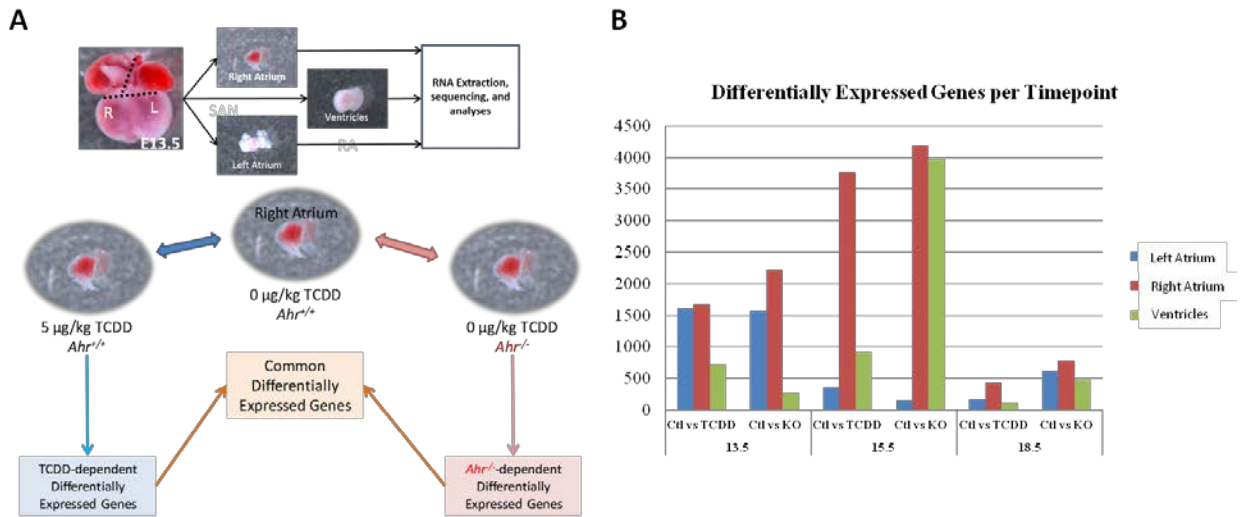 A
Right Atrium
R
L
E13.5
SAN
Ventricles
RA
Left Atrium
RNA Extraction,
sequencing, and
analyses
Right Atrium
0 µg/kg TCDD
Ahr+/+
5 µg/kg TCDD
Ahr+/+
0 µg/kg TCDD
Ahr-/-
Common
Differentially
Expressed Genes
TCDD-dependent
Differentially
Expressed Genes
Ahr-/--dependent
Differentially
Expressed Genes
B
Differentially Expressed Genes per Timepoint
4500
4000
3500
3000
2500
2000
1500
1000
500
0
Ctl vs TCDD Ctl vs KO Ctl vs TCDD Ctl vs KO Ctl vs TCDD Ctl vs KO
13.5 15.5 18.5
Left Atrium
Right Atrium
Ventricles